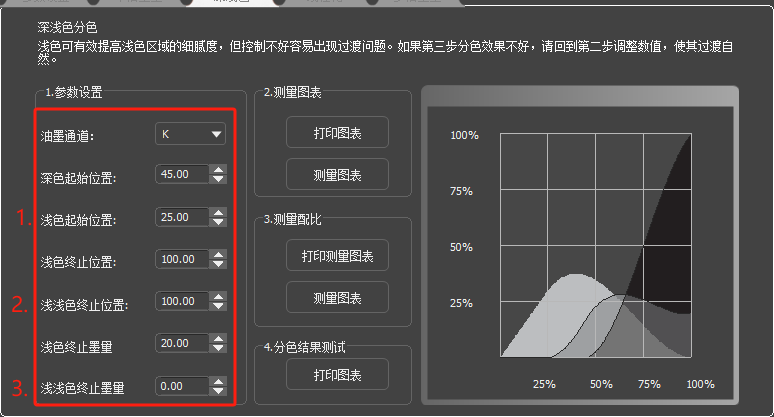 深浅色分色
浅色可有效提高浅色区域的细腻度，但控制不好容易出现过渡问题。如果第三步分色效果不好，请回到第二步调整数值，使其过渡自
然。
1.参数设置
油墨通道：
K
深色起始位置:
45.00
1.
浅色起始位置:
25.00
浅色终止位置:
100.00
2.
浅浅色终止位置:
100.00
浅色终止墨量
20.00
3.
浅浅色终止墨量
0.00
2.测量图表
打印图表
测量图表
3.测量配比
打印测量图表
测量图表
4.分色结果测试
打印图表
100%
75%
50%
25%
25%
50%
75%
100%